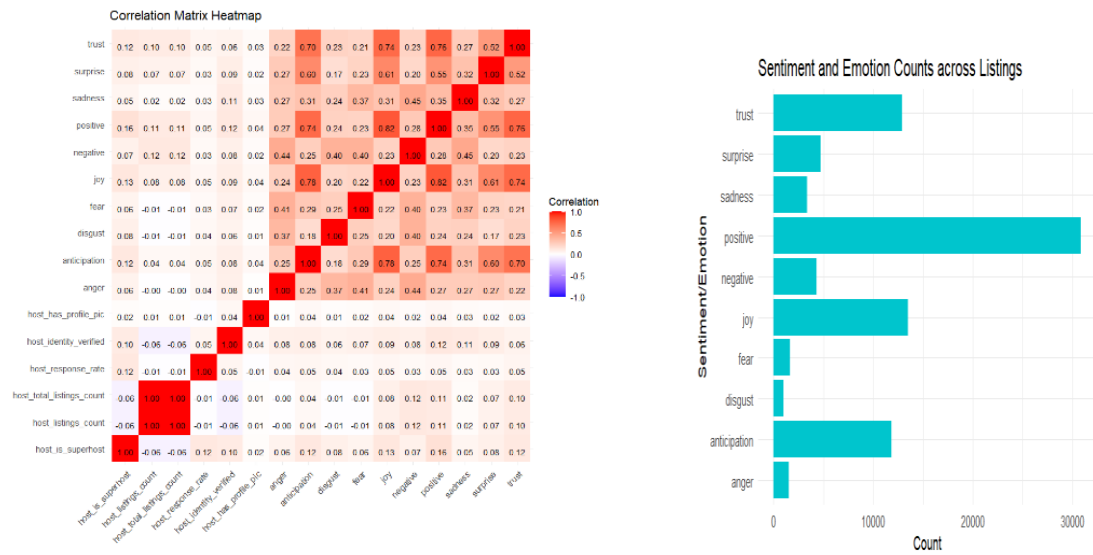 Correlation Matrix Heatmap
trust 0.12 0.10 0.10 0.05 0.06 0.03 0.22 0.70 0.23 0.21 0.74 0.23 0.76 0.27 0.52 1.00
surprise 0.08 0.07 0.07 0.03 0.09 0.02 0.27 0.60 0.17 0.23 0.61 0.20 0.55 0.32 1.00 0.52
sadness 0.05 0.02 0.02 0.03 0.11 0.03 0.27 0.31 0.24 0.37 0.31 0.45 0.35 1.00 0.32 0.27
positive 0.16 0.11 0.11 0.05 0.12 0.04 0.27 0.74 0.24 0.23 0.82 0.28 1.00 0.35 0.55 0.76
negative 0.07 0.12 0.12 0.03 0.08 0.02 0.44 0.25 0.40 0.40 0.23 1.00 0.28 0.45 0.20 0.23
joy 0.13 0.08 0.08 0.05 0.09 0.04 0.24 0.78 0.20 0.22 1.00 0.23 0.82 0.31 0.61 0.74
fear 0.06 -0.01 -0.01 0.03 0.07 0.02 0.41 0.29 0.25 1.00 0.22 0.40 0.23 0.37 0.23 0.21
disgust 0.08 -0.01 -0.01 0.04 0.06 0.01 0.37 0.18 1.00 0.25 0.20 0.40 0.24 0.24 0.17 0.23
anticipation 0.12 0.04 0.04 0.05 0.08 0.04 0.25 1.00 0.18 0.29 0.78 0.25 0.74 0.31 0.60 0.70
anger 0.06 -0.00 -0.00 0.04 0.08 0.01 1.00 0.25 0.37 0.41 0.24 0.44 0.27 0.27 0.27 0.22
host_has_profile_pic 0.02 0.01 0.01 -0.01 0.04 1.00 0.01 0.04 0.01 0.02 0.04 0.02 0.04 0.03 0.02 0.03
host_identity_verified 0.10 -0.06 -0.06 0.05 1.00 0.04 0.08 0.08 0.06 0.07 0.09 0.08 0.12 0.11 0.09 0.06
host_response_rate 0.12 -0.01 -0.01 1.00 0.05 -0.01 0.04 0.05 0.04 0.03 0.05 0.03 0.05 0.03 0.03 0.05
host_total_listings_count -0.06 1.00 1.00 -0.01 -0.06 0.01 -0.00 0.04 -0.01 -0.01 0.08 0.12 0.11 0.02 0.07 0.10
host_listings_count -0.06 1.00 1.00 -0.01 -0.06 0.01 -0.00 0.04 -0.01 -0.01 0.08 0.12 0.11 0.02 0.07 0.10
host_is_superhost 1.00 -0.06 -0.06 0.12 0.10 0.02 0.06 0.12 0.08 0.06 0.13 0.07 0.16 0.05 0.08 0.12
host_is_superhost host_listings_count host_total_listings_count host_response_rate host_identity_verified host_has_profile_pic anger anticipation disgust fear joy negative positive sadness surprise trust
Correlation
1.0
0.5
0.0
-0.5
-1.0
Sentiment and Emotion Counts across Listings
Sentiment/Emotion
trust
surprise
sadness
positive
negative
joy
fear
disgust
anticipation
anger
0 10000 20000 30000
Count